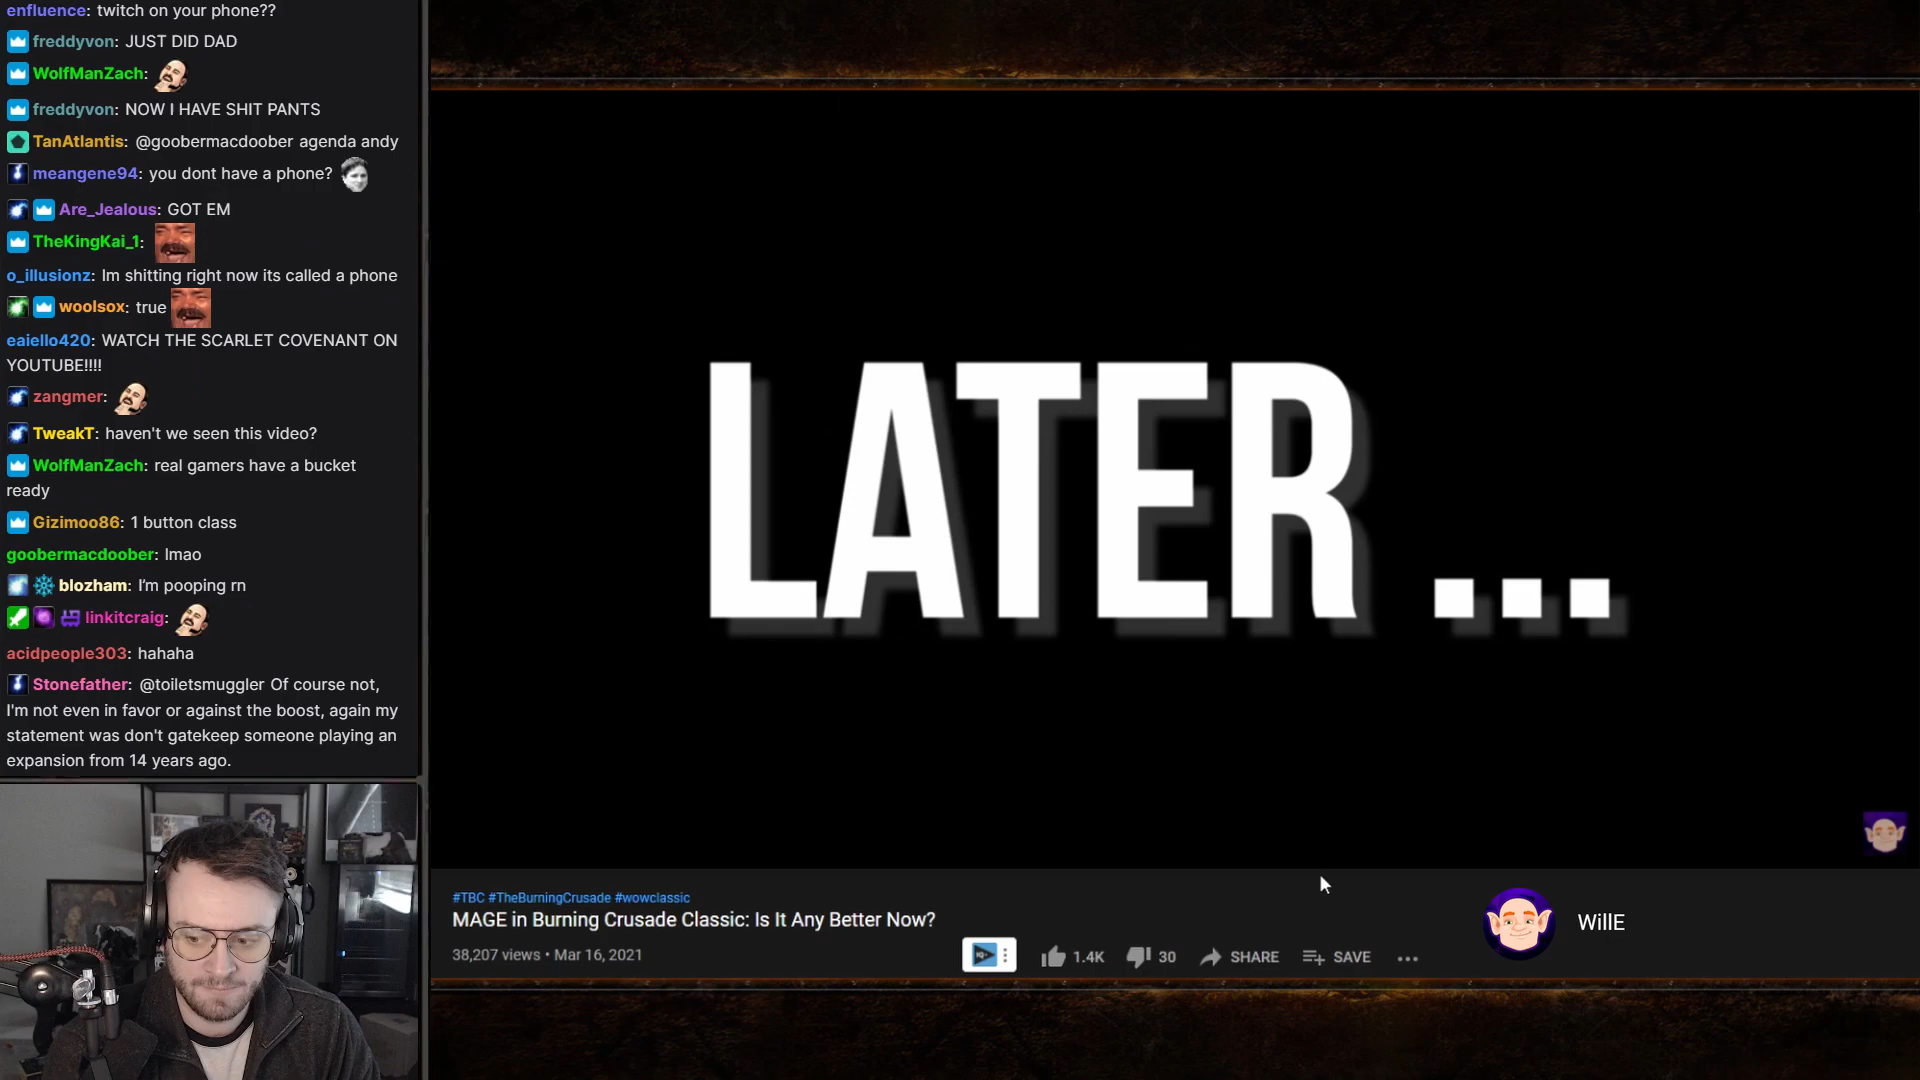 enfluence: twitch on your phone??
freddyvon: JUST DID DAD
WolfManZach:
freddyvon: NOW I HAVE SHIT PANTS
TanAtlantis: @goobermacdoober agenda andy
meangene94: you dont have a phone?
Are_Jealous: GOT EM
TheKingKai_1:
o_illusionz: Im shitting right now its called a phone
woolsox: true
eaiello420: WATCH THE SCARLET COVENANT ON
YOUTUBE!!!!
zangmer:
TweakT: haven't we seen this video?
WolfManZach: real gamers have a bucket
ready
Gizimoo86: 1 button class
goobermacdoober: lmao
blozham: I'm pooping rn
linkitcraig:
acidpeople303: hahaha
Stonefather: @toiletsmuggler Of course not,
I'm not even in favor or against the boost, again my
statement was don't gatekeep someone playing an
expansion from 14 years ago.
LATER ...
#TBC #TheBurningCrusade #wowclassic
MAGE in Burning Crusade Classic: Is It Any Better Now?
38,207 views • Mar 16, 2021
1.4K
30
SHARE
SAVE
WillE